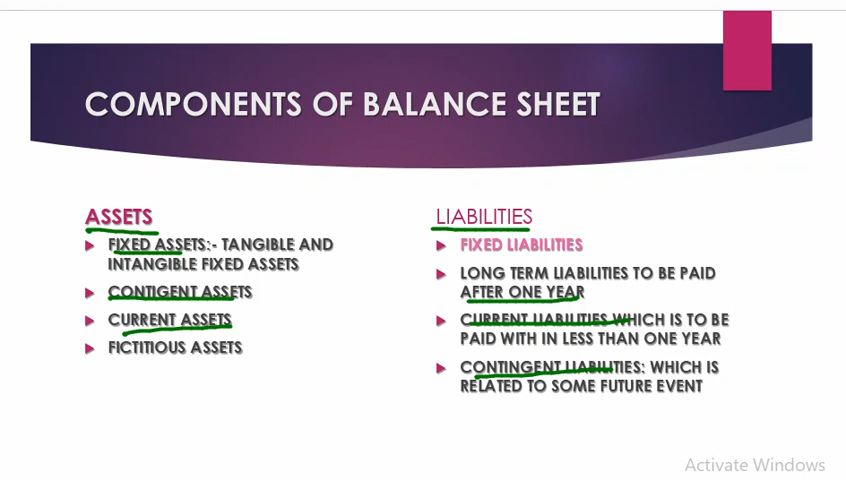 COMPONENTS OF BALANCE SHEET
ASSETS
FIXED ASSETS:- TANGIBLE AND
INTANGIBLE FIXED ASSETS
CONTIGENT ASSETS
CURRENT ASSETS
FICTITIOUS ASSETS
LIABILITIES
FIXED LIABILITIES
LONG TERM LIABILITIES TO BE PAID
AFTER ONE YEAR
CURRENT LIABILITIES WHICH IS TO BE
PAID WITH IN LESS THAN ONE YEAR
CONTINGENT LIABILITIES: WHICH IS
RELATED TO SOME FUTURE EVENT
Activate Windows